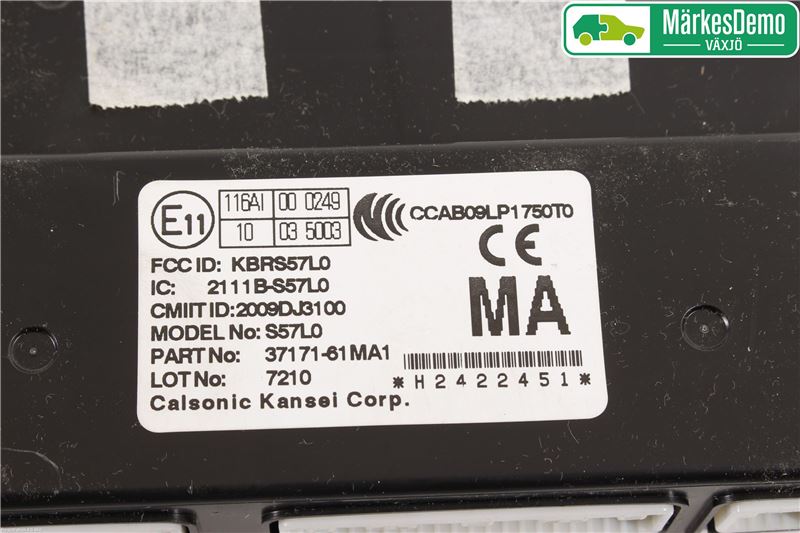 MärkesDemo
VÄXJÖ
E11
116AI 00 0249
10 03 5003
CCAB09LP1750T0
CE
FCC ID: KBRS57L0
IC: 2111B-S57L0
CMIIT ID:2009DJ3100
MODEL No: S57L0
PART No: 37171-61MA1
LOT No: 7210
Calsonic Kansei Corp.
MA
*H2422451*